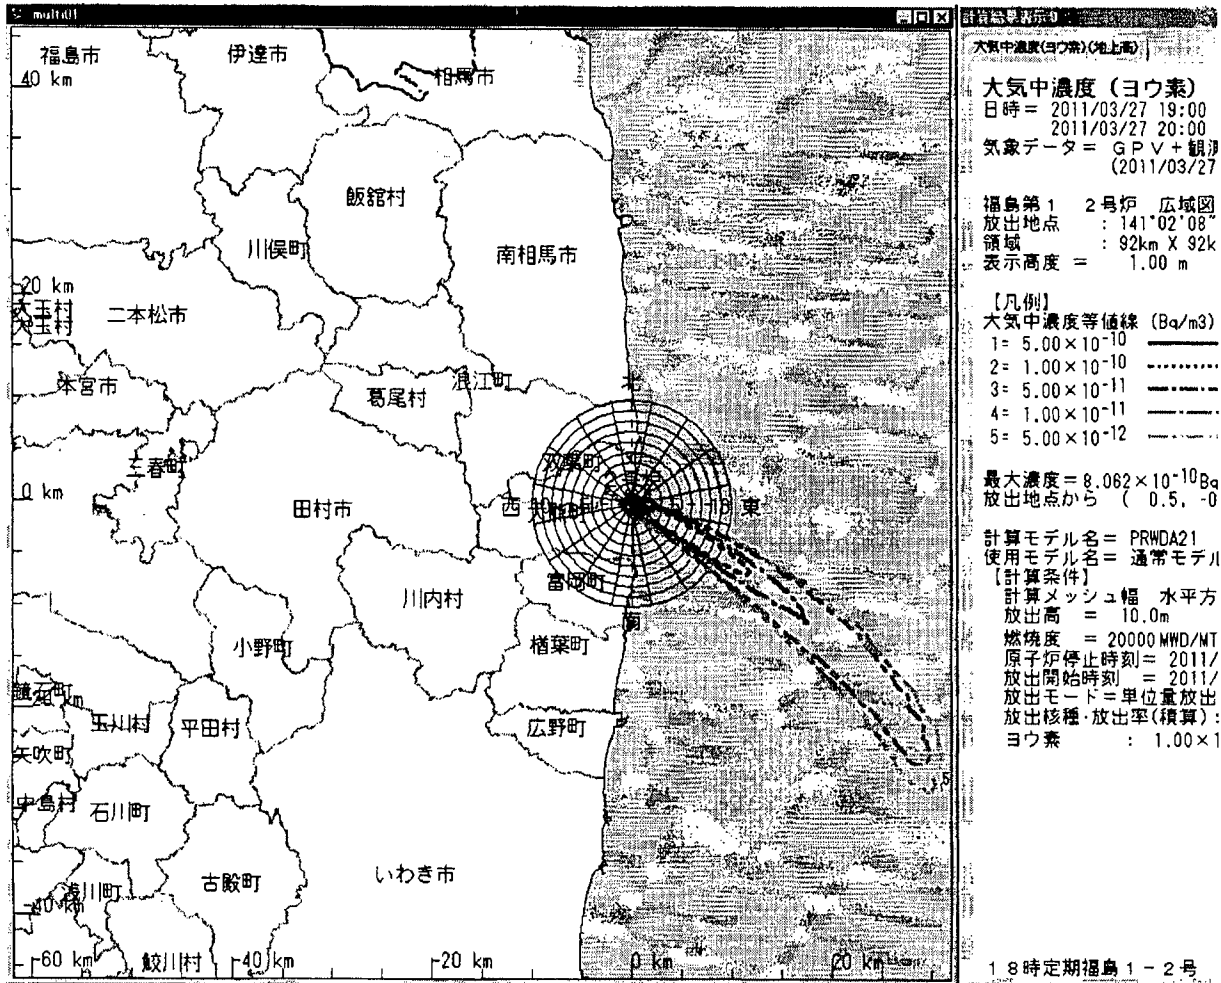 multi01
福島市
伊達市
相馬市
40 km
飯舘村
川俣町
南相馬市
20 km
大玉村
二本松市
本宮市
浪江町
北
葛尾村
三春町
双葉町
0 km
田村市
西
東
富岡町
川内村
南
小野町
楢葉町
鏡石町
玉川村
平田村
広野町
矢吹町
中島村
石川町
いわき市
古殿町
浅川町
-40 km
-60 km
鮫川村
-40 km
-20 km
0 km
20 km
計算結果表示
大気中濃度(ヨウ素)(地上高)
大気中濃度(ヨウ素)
日時= 2011/03/27 19:00
2011/03/27 20:00
気象データ= GPV+観測
(2011/03/27
福島第1 2号炉 広域図
放出地点 : 141°02'08"
領域 : 92km X 92k
表示高度 = 1.00 m
【凡例】
大気中濃度等値線 (Bq/m3)
1= 5.00×10-10
2= 1.00×10-10
3= 5.00×10-11
4= 1.00×10-11
5= 5.00×10-12
最大濃度=8.062×10-10Bq
放出地点から ( 0.5, -0
計算モデル名= PRWDA21
使用モデル名= 通常モデル
【計算条件】
計算メッシュ幅 水平方
放出高 = 10.0m
燃焼度 = 20000MWD/MT
原子炉停止時刻= 2011/
放出開始時刻 = 2011/
放出モード=単位量放出
放出核種・放出率(積算):
ヨウ素 : 1.00×1
18時定期福島1-2号